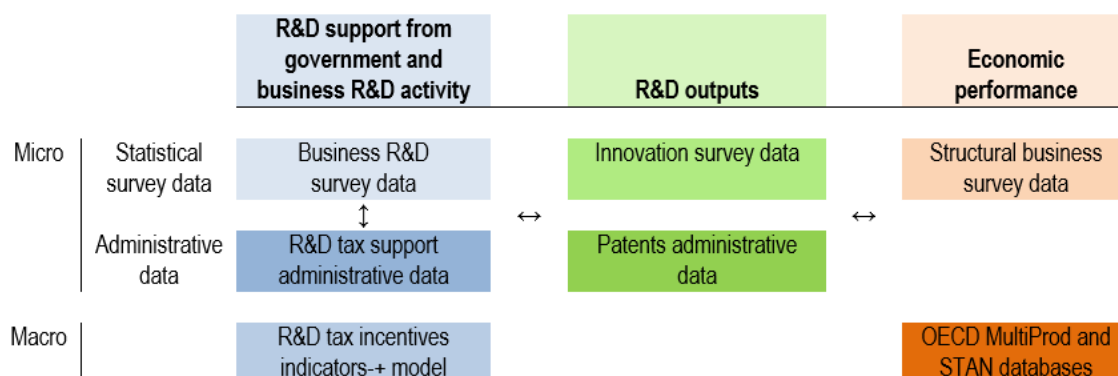 R&D support from
government and
business R&D activity
R&D outputs
Economic
performance
Micro
Statistical
survey data
Business R&D
survey data
Innovation survey data
Structural business
survey data
↕
↔
↔
Administrative
data
R&D tax support
administrative data
Patents administrative
data
Macro
R&D tax incentives
indicators-+ model
OECD MultiProd and
STAN databases